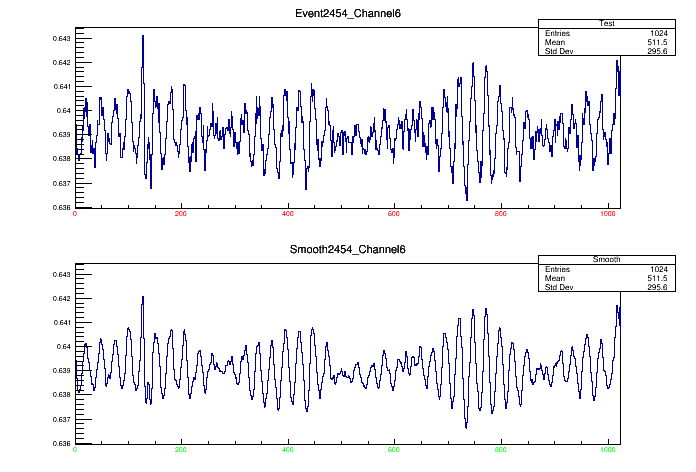 Event2454_Channel6
Test
Entries 1024
Mean 511.5
Std Dev 295.6
0.643
0.642
0.641
0.64
0.639
0.638
0.637
0.636
0 200 400 600 800 1000
Smooth2454_Channel6
Smooth
Entries 1024
Mean 511.5
Std Dev 295.6
0.643
0.642
0.641
0.64
0.639
0.638
0.637
0.636
0 200 400 600 800 1000